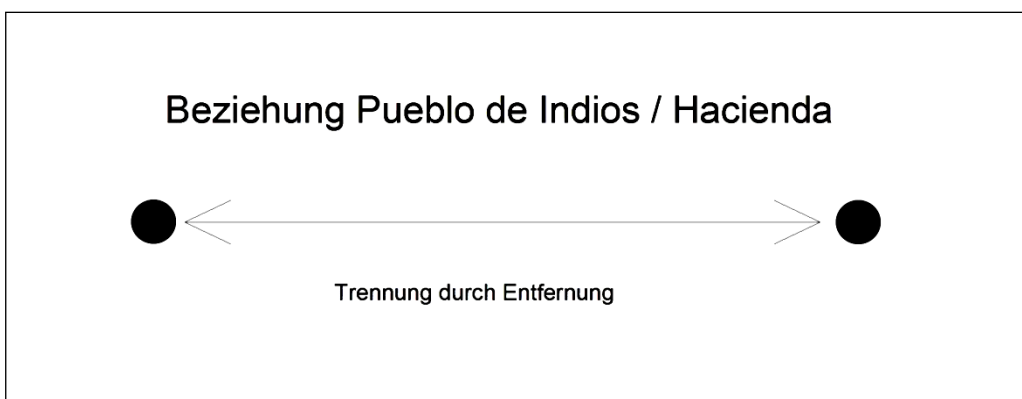 Beziehung Pueblo de Indios / Hacienda
Trennung durch Entfernung